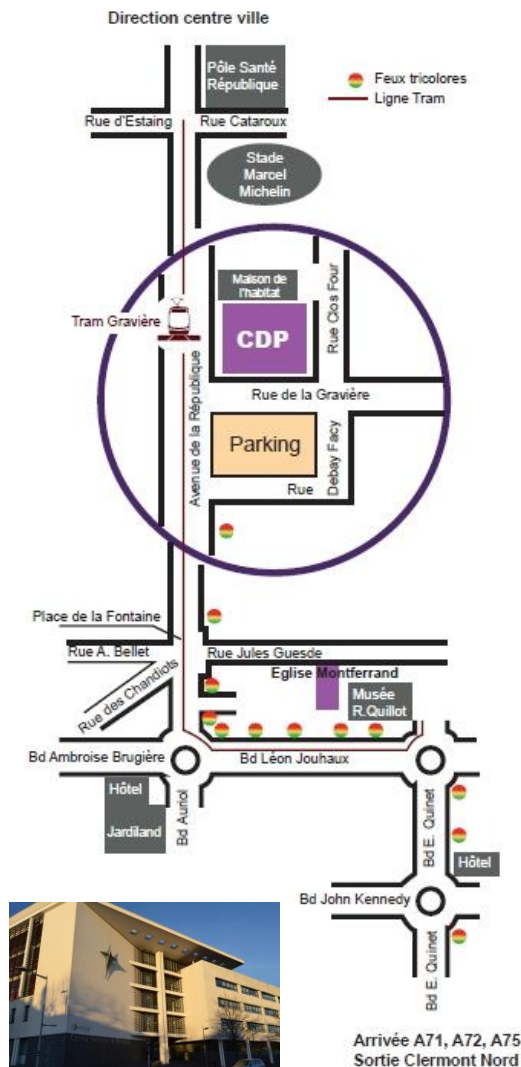 Direction centre ville
Pôle Santé
République
Feux tricolores
Ligne Tram
Rue d'Estaing
Rue Cataroux
Stade
Marcel
Michelin
Maison de
l'habitat
CDP
Rue Clos Four
Tram Gravière
Avenue de la République
Rue de la Gravière
Parking
Debay Facy
Rue
Place de la Fontaine
Rue A. Bellet
Rue Jules Guesde
Rue des Chandiots
Eglise Montferrand
Musée
R.Quillot
Bd Ambroise Brugière
Bd Léon Jouhaux
Hôtel
Jardiland
Bd Auriol
Bd E. Quinet
Hôtel
Bd John Kennedy
Bd E. Quinet
Arrivée A71, A72, A75
Sortie Clermont Nord